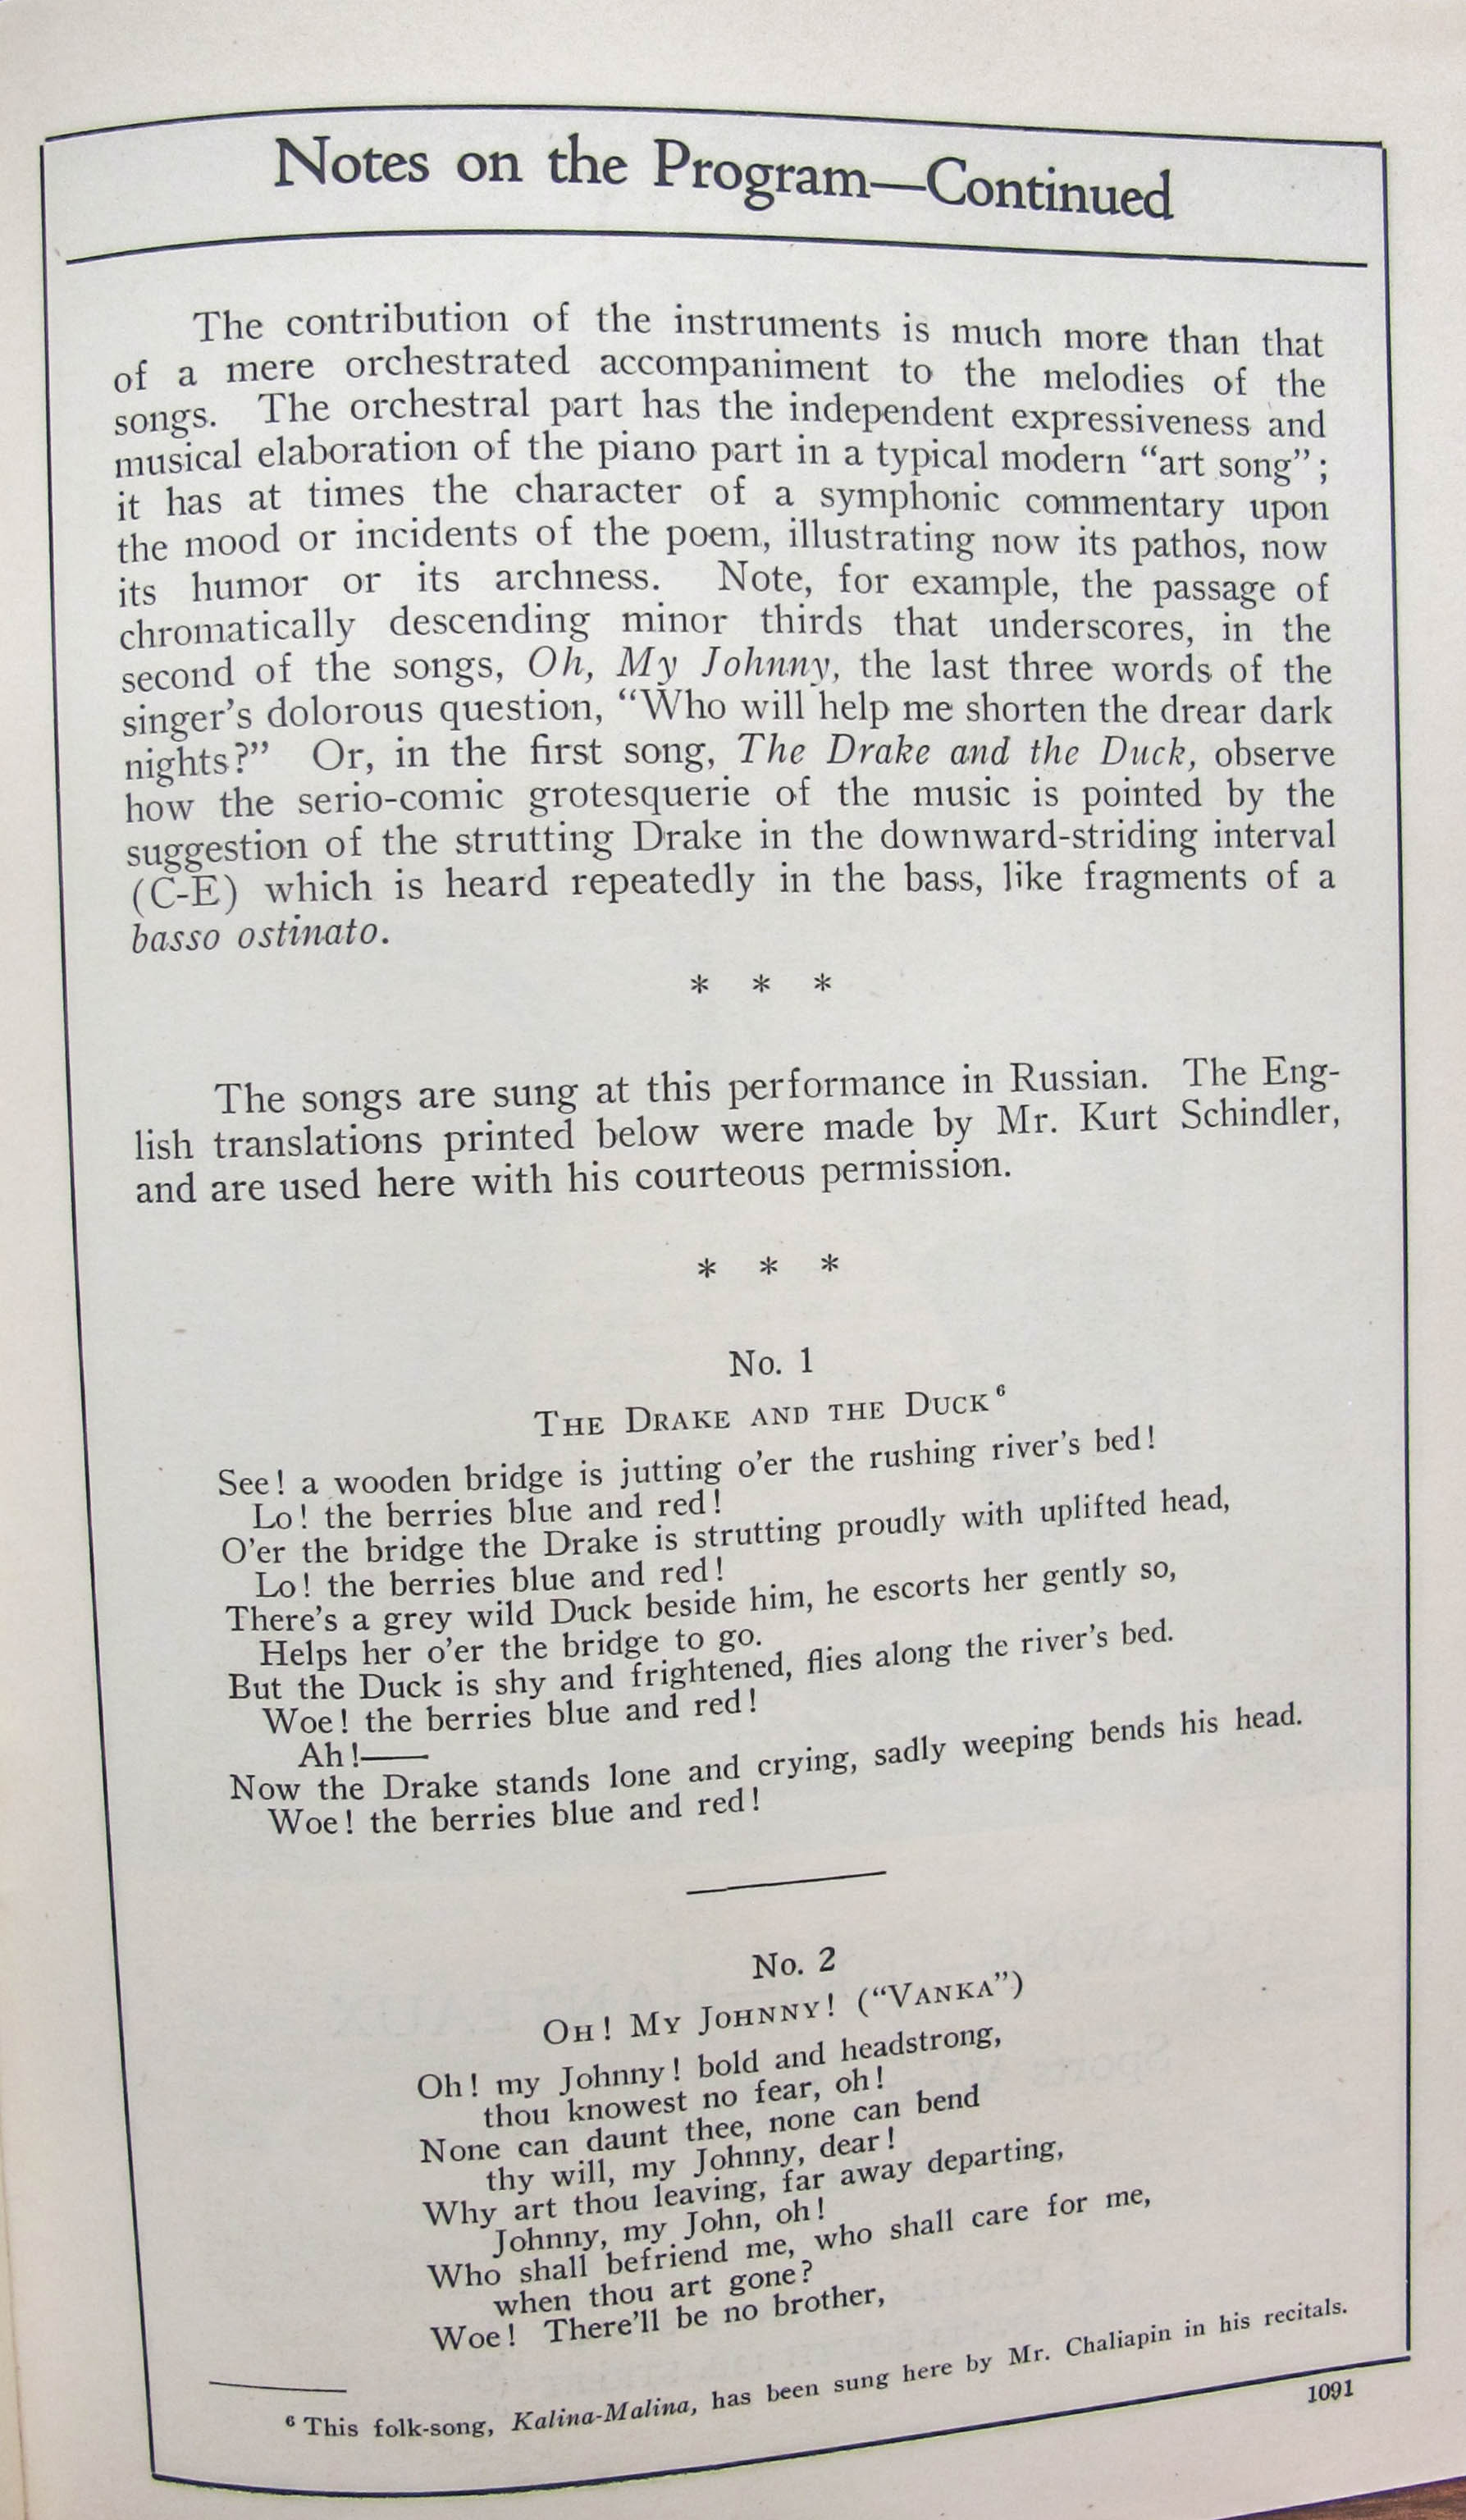 Notes on the Program—Continued
The contribution of the instruments is much more than that
of a mere orchestrated accompaniment to the melodies of the
songs. The orchestral part has the independent expressiveness and
musical elaboration of the piano part in a typical modern “art song”;
it has at times the character of a symphonic commentary upon
the mood or incidents of the poem, illustrating now its pathos, now
its humor or its archness. Note, for example, the passage of
chromatically descending minor thirds that underscores, in the
second of the songs, Oh, My Johnny, the last three words of the
singer’s dolorous question, “Who will help me shorten the drear dark
nights?” Or, in the first song, The Drake and the Duck, observe
how the serio-comic grotesquerie of the music is pointed by the
suggestion of the strutting Drake in the downward-striding interval
(C-E) which is heard repeatedly in the bass, like fragments of a
basso ostinato.
* * *
The songs are sung at this performance in Russian. The Eng-
lish translations printed below were made by Mr. Kurt Schindler,
and are used here with his courteous permission.
* * *
No. 1
The Drake and the Duck⁶
See! a wooden bridge is jutting o’er the rushing river’s bed!
Lo! the berries blue and red!
O’er the bridge the Drake is strutting proudly with uplifted head,
Lo! the berries blue and red!
There’s a grey wild Duck beside him, he escorts her gently so,
Helps her o’er the bridge to go.
But the Duck is shy and frightened, flies along the river’s bed.
Woe! the berries blue and red!
Ah!——
Now the Drake stands lone and crying, sadly weeping bends his head.
Woe! the berries blue and red!
No. 2
Oh! My Johnny! (“Vanka”)
Oh! my Johnny! bold and headstrong,
thou knowest no fear, oh!
None can daunt thee, none can bend
thy will, my Johnny, dear!
Why art thou leaving, far away departing,
Johnny, my John, oh!
Who shall befriend me, who shall care for me,
when thou art gone?
Woe! There’ll be no brother,
⁶ This folk-song, Kalina-Malina, has been sung here by Mr. Chaliapin in his recitals.
1091